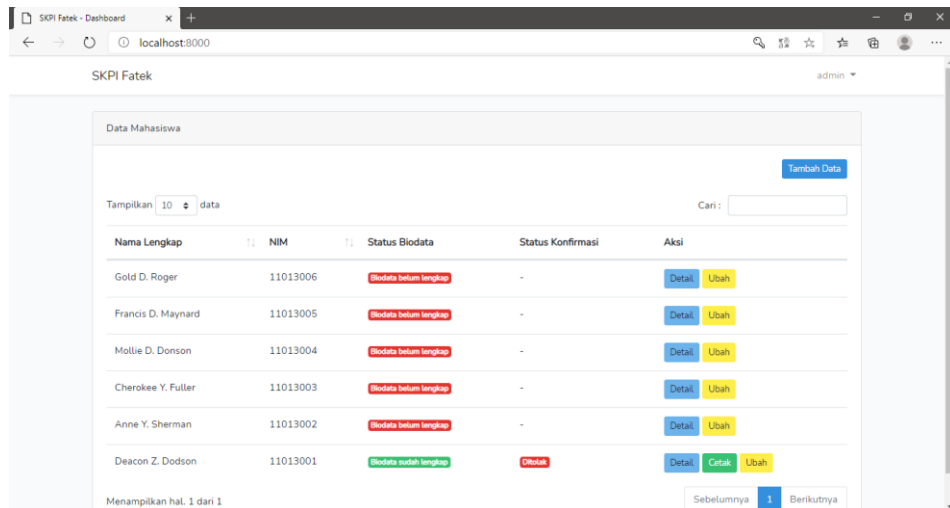 SKPI Fatek - Dashboard
localhost:8000
SKPI Fatek admin
Data Mahasiswa
Tambah Data
Tampilkan 10 data Cari :
Nama Lengkap NIM Status Biodata Status Konfirmasi Aksi
Gold D. Roger 11013006 Biodata belum lengkap - Detail Ubah
Francis D. Maynard 11013005 Biodata belum lengkap - Detail Ubah
Mollie D. Donson 11013004 Biodata belum lengkap - Detail Ubah
Cherokee Y. Fuller 11013003 Biodata belum lengkap - Detail Ubah
Anne Y. Sherman 11013002 Biodata belum lengkap - Detail Ubah
Deacon Z. Dodson 11013001 Biodata sudah lengkap Ditolak Detail Cetak Ubah
Menampilkan hal. 1 dari 1 Sebelumnya 1 Berikutnya